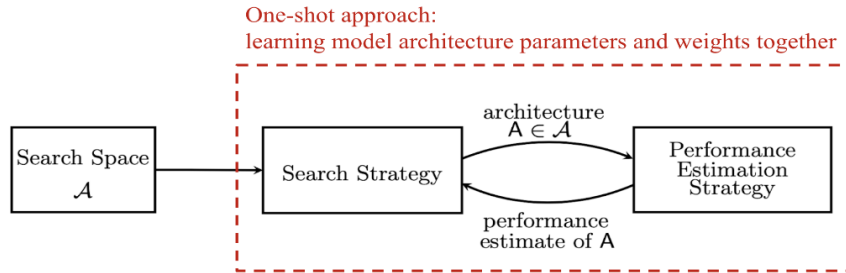 One-shot approach:
learning model architecture parameters and weights together
Search Space
𝒜
Search Strategy
architecture
A ∈ 𝒜
performance
estimate of A
Performance
Estimation
Strategy